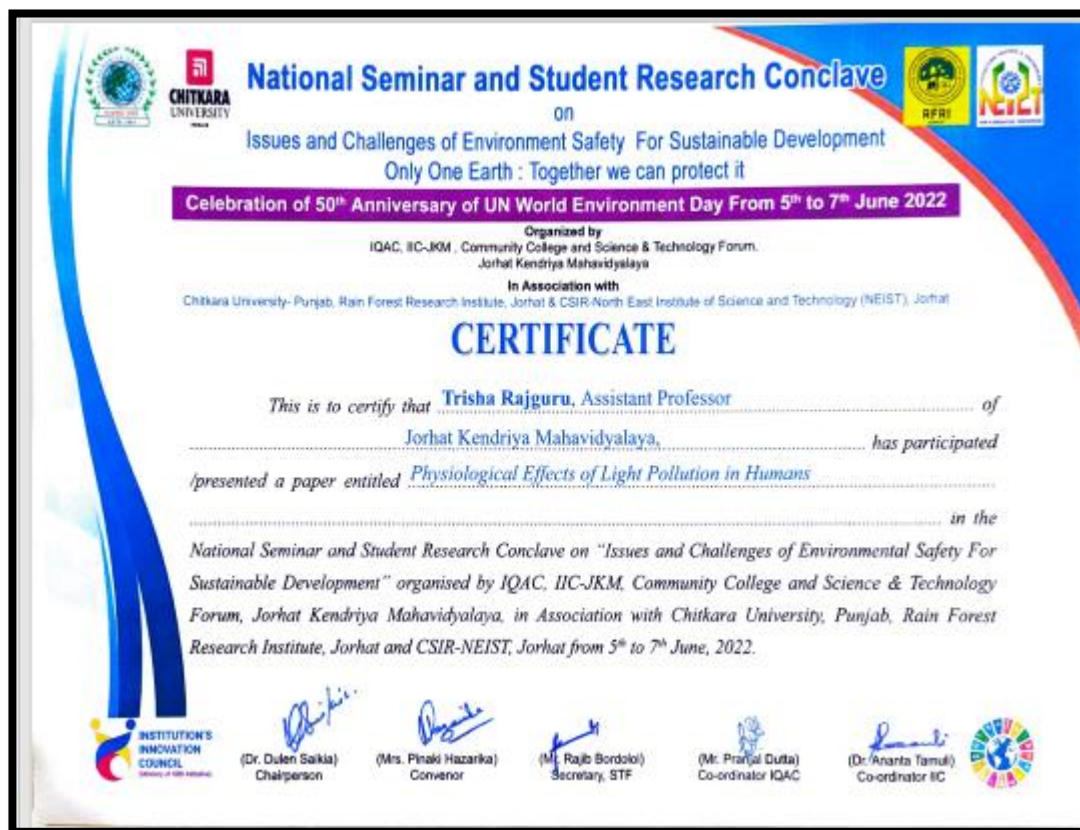 National Seminar and Student Research Conclave
on
Issues and Challenges of Environment Safety For Sustainable Development
Only One Earth : Together we can protect it
Celebration of 50th Anniversary of UN World Environment Day From 5th to 7th June 2022
CHITKARA
UNIVERSITY
RFRI
NEIST
Organized by
IQAC, IIC-JKM , Community College and Science & Technology Forum.
Jorhat Kendriya Mahavidyalaya
In Association with
Chitkara University- Punjab, Rain Forest Research Institute, Jorhat & CSIR-North East Institute of Science and Technology (NEIST), Jorhat
CERTIFICATE
This is to certify that Trisha Rajguru, Assistant Professor of
Jorhat Kendriya Mahavidyalaya, has participated
/presented a paper entitled Physiological Effects of Light Pollution in Humans
in the
National Seminar and Student Research Conclave on "Issues and Challenges of Environmental Safety For
Sustainable Development" organised by IQAC, IIC-JKM, Community College and Science & Technology
Forum, Jorhat Kendriya Mahavidyalaya, in Association with Chitkara University, Punjab, Rain Forest
Research Institute, Jorhat and CSIR-NEIST, Jorhat from 5th to 7th June, 2022.
INSTITUTION'S
INNOVATION
COUNCIL
(Dr. Dulen Saikia)
Chairperson
(Mrs. Pinaki Hazarika)
Convenor
(Mr. Rajib Bordoloi)
Secretary, STF
(Mr. Pranjal Dutta)
Co-ordinator IQAC
(Dr. Ananta Tamuli)
Co-ordinator IIC